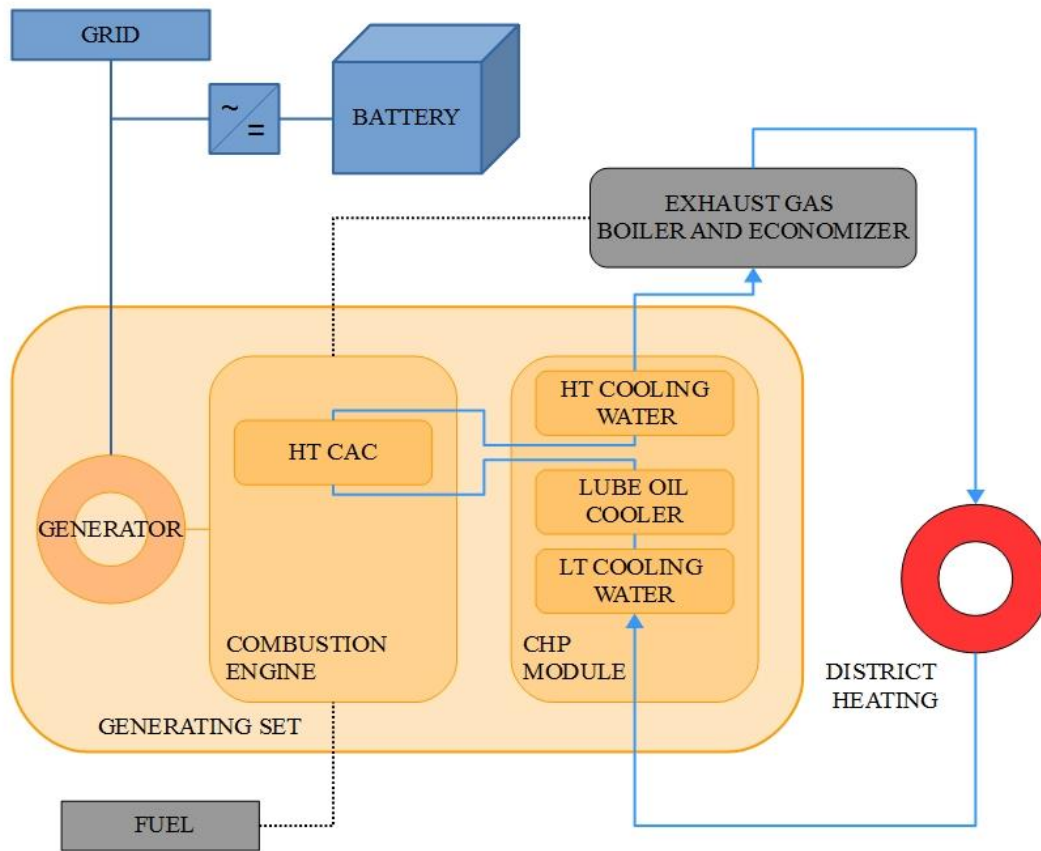 GRID
~
=
BATTERY
EXHAUST GAS
BOILER AND ECONOMIZER
HT COOLING
WATER
HT CAC
LUBE OIL
COOLER
GENERATOR
LT COOLING
WATER
COMBUSTION
ENGINE
CHP
MODULE
DISTRICT
HEATING
GENERATING SET
FUEL